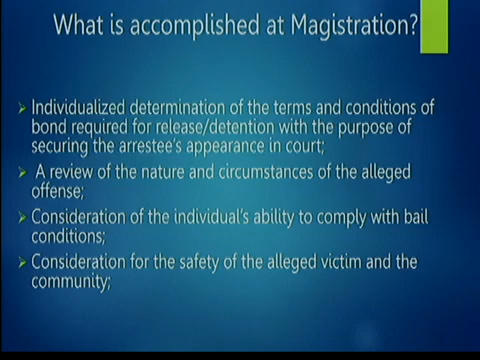 What is accomplished at Magistration?
Individualized determination of the terms and conditions of
bond required for release/detention with the purpose of
securing the arrestee's appearance in court;
A review of the nature and circumstances of the alleged
offense;
Consideration of the individual's ability to comply with bail
conditions;
Consideration for the safety of the alleged victim and the
community;